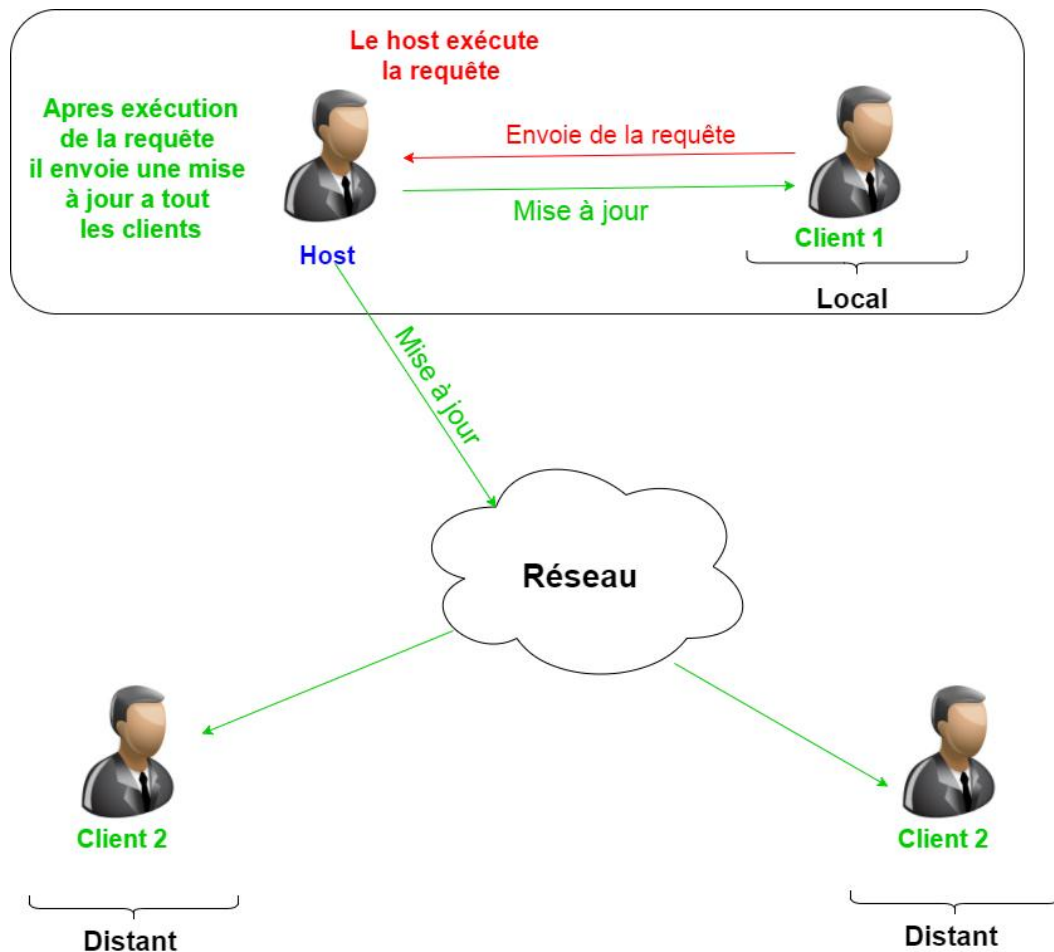 Le host exécute
la requête
Apres exécution
de la requête
il envoie une mise
à jour a tout
les clients
Envoie de la requête
Mise à jour
Host
Client 1
Local
Mise à jour
Réseau
Client 2
Client 2
Distant
Distant